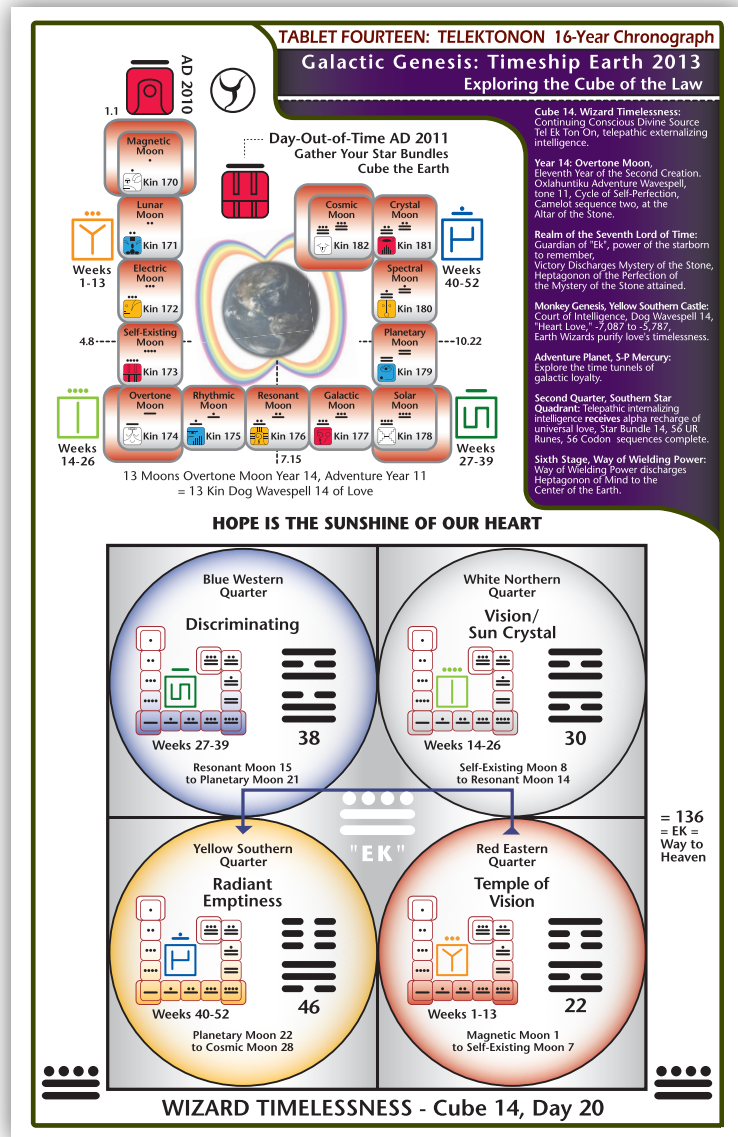 TABLET FOURTEEN: TELEKTONON 16-Year Chronograph
Galactic Genesis: Timeship Earth 2013
Exploring the Cube of the Law
AD 2010
1.1
Day-Out-of-Time AD 2011
Gather Your Star Bundles
Cube the Earth
Magnetic
Moon
Kin 170
Lunar
Moon
Kin 171
Weeks
1-13
Electric
Moon
Kin 172
4.8
Self-Existing
Moon
Kin 173
Cosmic
Moon
Kin 182
Crystal
Moon
Kin 181
Weeks
40-52
Spectral
Moon
Kin 180
Planetary
Moon
Kin 179
10.22
Weeks
14-26
Overtone
Moon
Kin 174
Rhythmic
Moon
Kin 175
Resonant
Moon
Kin 176
Galactic
Moon
Kin 177
Solar
Moon
Kin 178
Weeks
27-39
7.15
13 Moons Overtone Moon Year 14, Adventure Year 11
= 13 Kin Dog Wavespell 14 of Love
Cube 14. Wizard Timelessness:
Continuing Conscious Divine Source
Tel Ek Ton On, telepathic externalizing
intelligence.
Year 14: Overtone Moon,
Eleventh Year of the Second Creation.
Oxlahuntiku Adventure Wavespell,
tone 11, Cycle of Self-Perfection,
Camelot sequence two, at the
Altar of the Stone.
Realm of the Seventh Lord of Time:
Guardian of "Ek", power of the starborn
to remember,
Victory Discharges Mystery of the Stone,
Heptagonon of the Perfection of
the Mystery of the Stone attained.
Monkey Genesis, Yellow Southern Castle:
Court of Intelligence, Dog Wavespell 14,
"Heart Love," -7,087 to -5,787,
Earth Wizards purify love's timelessness.
Adventure Planet, S-P Mercury:
Explore the time tunnels of
galactic loyalty.
Second Quarter, Southern Star
Quadrant: Telepathic internalizing
intelligence receives alpha recharge of
universal love, Star Bundle 14, 56 UR
Runes, 56 Codon sequences complete.
Sixth Stage, Way of Wielding Power:
Way of Wielding Power discharges
Heptagonon of Mind to the
Center of the Earth.
HOPE IS THE SUNSHINE OF OUR HEART
Blue Western
Quarter
Discriminating
38
Weeks 27-39
Resonant Moon 15
to Planetary Moon 21
White Northern
Quarter
Vision/
Sun Crystal
30
Weeks 14-26
Self-Existing Moon 8
to Resonant Moon 14
"EK"
Yellow Southern
Quarter
Radiant
Emptiness
46
Weeks 40-52
Planetary Moon 22
to Cosmic Moon 28
Red Eastern
Quarter
Temple of
Vision
22
Weeks 1-13
Magnetic Moon 1
to Self-Existing Moon 7
= 136
= EK =
Way to
Heaven
WIZARD TIMELESSNESS - Cube 14, Day 20